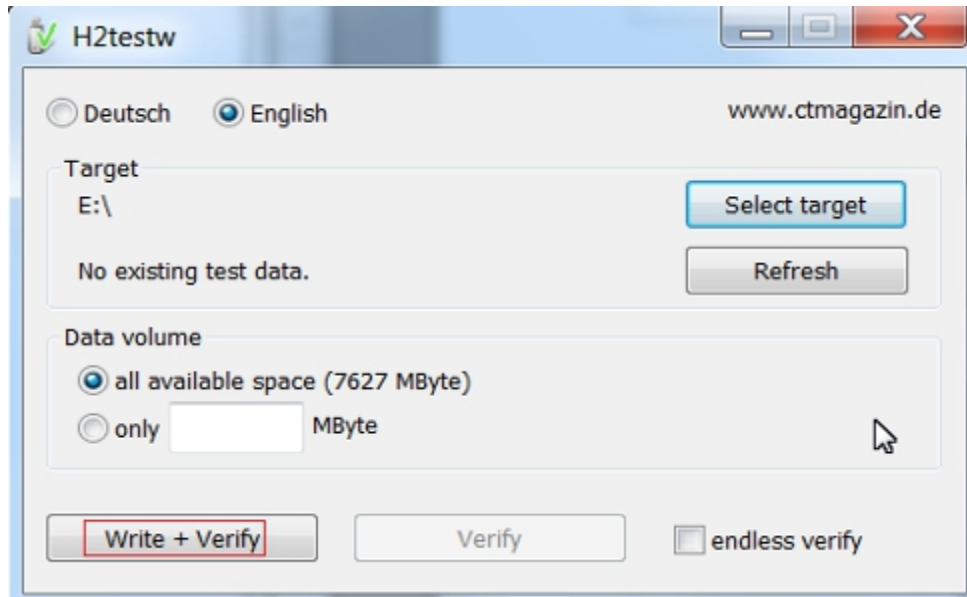 H2testw
Deutsch English www.ctmagazin.de
Target
E:\ Select target
No existing test data. Refresh
Data volume
all available space (7627 MByte)
only MByte
Write + Verify Verify endless verify